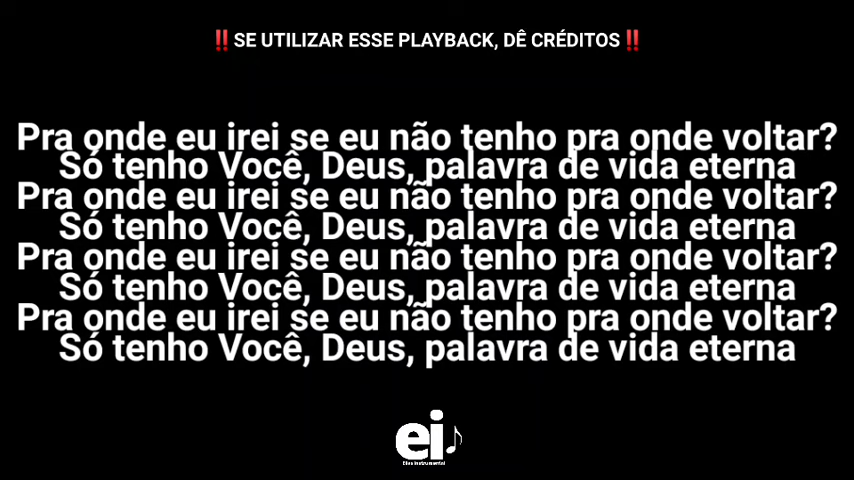 ‼️SE UTILIZAR ESSE PLAYBACK, DÊ CRÉDITOS‼️
Pra onde eu irei se eu não tenho pra onde voltar?
Só tenho Você, Deus, palavra de vida eterna
Pra onde eu irei se eu não tenho pra onde voltar?
Só tenho Você, Deus, palavra de vida eterna
Pra onde eu irei se eu não tenho pra onde voltar?
Só tenho Você, Deus, palavra de vida eterna
Pra onde eu irei se eu não tenho pra onde voltar?
Só tenho Você, Deus, palavra de vida eterna
ei